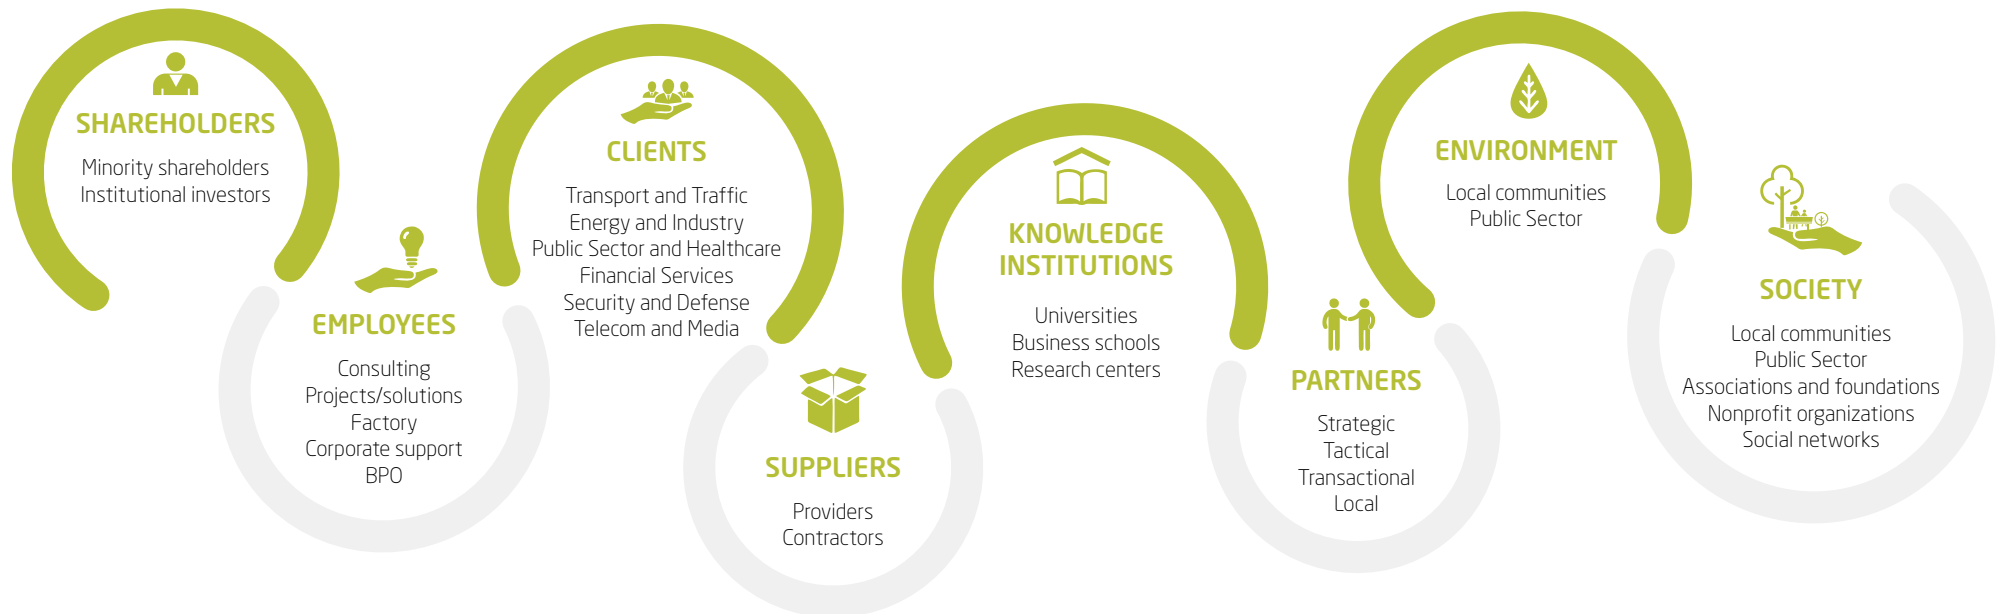 SHAREHOLDERS
Minority shareholders
Institutional investors
EMPLOYEES
Consulting
Projects/solutions
Factory
Corporate support
BPO
CLIENTS
Transport and Traffic
Energy and Industry
Public Sector and Healthcare
Financial Services
Security and Defense
Telecom and Media
SUPPLIERS
Providers
Contractors
KNOWLEDGE
INSTITUTIONS
Universities
Business schools
Research centers
PARTNERS
Strategic
Tactical
Transactional
Local
ENVIRONMENT
Local communities
Public Sector
SOCIETY
Local communities
Public Sector
Associations and foundations
Nonprofit organizations
Social networks